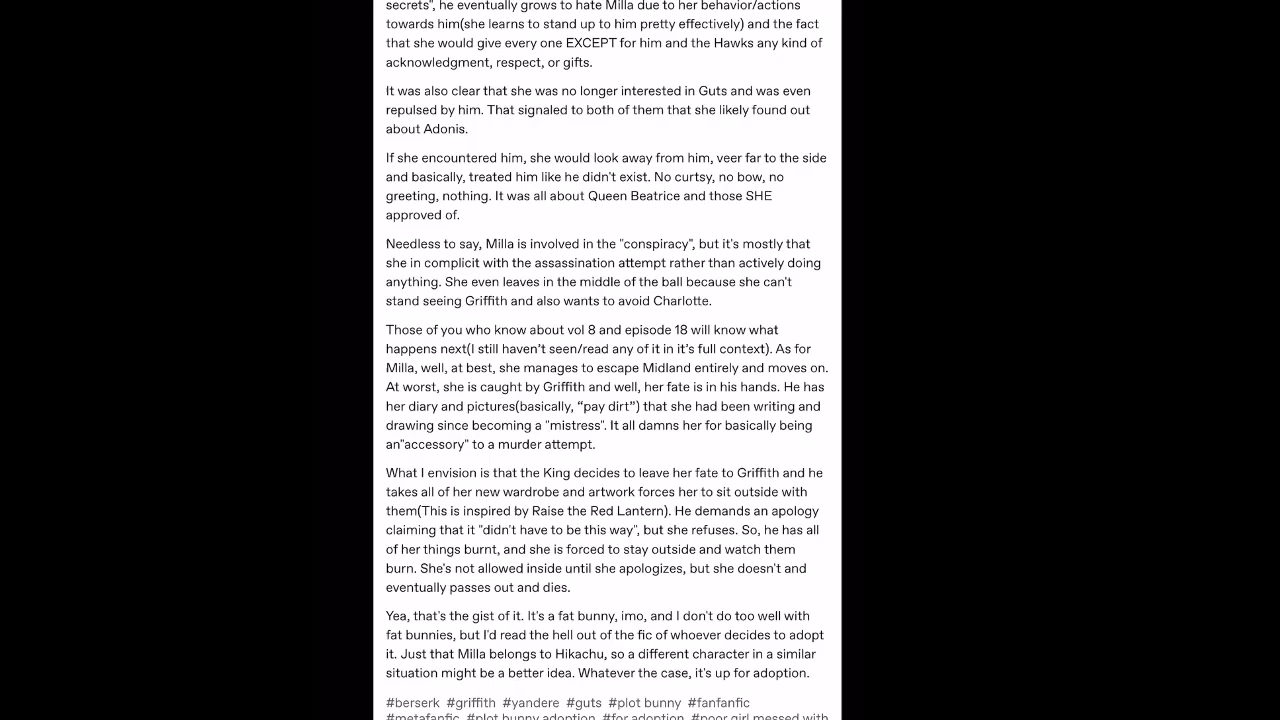 secrets", he eventually grows to hate Milla due to her behavior/actions
towards him(she learns to stand up to him pretty effectively) and the fact
that she would give every one EXCEPT for him and the Hawks any kind of
acknowledgment, respect, or gifts.
It was also clear that she was no longer interested in Guts and was even
repulsed by him. That signaled to both of them that she likely found out
about Adonis.
If she encountered him, she would look away from him, veer far to the side
and basically, treated him like he didn't exist. No curtsy, no bow, no
greeting, nothing. It was all about Queen Beatrice and those SHE
approved of.
Needless to say, Milla is involved in the "conspiracy", but it's mostly that
she in complicit with the assassination attempt rather than actively doing
anything. She even leaves in the middle of the ball because she can't
stand seeing Griffith and also wants to avoid Charlotte.
Those of you who know about vol 8 and episode 18 will know what
happens next(I still haven’t seen/read any of it in it’s full context). As for
Milla, well, at best, she manages to escape Midland entirely and moves on.
At worst, she is caught by Griffith and well, her fate is in his hands. He has
her diary and pictures(basically, “pay dirt”) that she had been writing and
drawing since becoming a "mistress". It all damns her for basically being
an"accessory" to a murder attempt.
What I envision is that the King decides to leave her fate to Griffith and he
takes all of her new wardrobe and artwork forces her to sit outside with
them(This is inspired by Raise the Red Lantern). He demands an apology
claiming that it "didn't have to be this way", but she refuses. So, he has all
of her things burnt, and she is forced to stay outside and watch them
burn. She's not allowed inside until she apologizes, but she doesn't and
eventually passes out and dies.
Yea, that's the gist of it. It's a fat bunny, imo, and I don't do too well with
fat bunnies, but I'd read the hell out of the fic of whoever decides to adopt
it. Just that Milla belongs to Hikachu, so a different character in a similar
situation might be a better idea. Whatever the case, it's up for adoption.
#berserk #griffith #yandere #guts #plot bunny #fanfanfic
#metafanfic #plot bunny adoption #for adoption #poor girl messed with